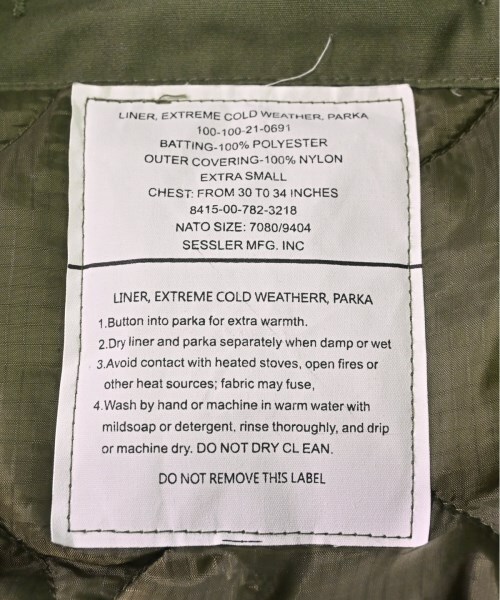 LINER, EXTREME COLD WEATHER, PARKA
100-100-21-0691
BATTING-100% POLYESTER
OUTER COVERING-100% NYLON
EXTRA SMALL
CHEST: FROM 30 TO 34 INCHES
8415-00-782-3218
NATO SIZE: 7080/9404
SESSLER MFG. INC
LINER, EXTREME COLD WEATHERR, PARKA
1.Button into parka for extra warmth.
2.Dry liner and parka separately when damp or wet
3.Avoid contact with heated stoves, open fires or
other heat sources; fabric may fuse,
4.Wash by hand or machine in warm water with
mildsoap or detergent, rinse thoroughly, and drip
or machine dry. DO NOT DRY CL EAN.
DO NOT REMOVE THIS LABEL